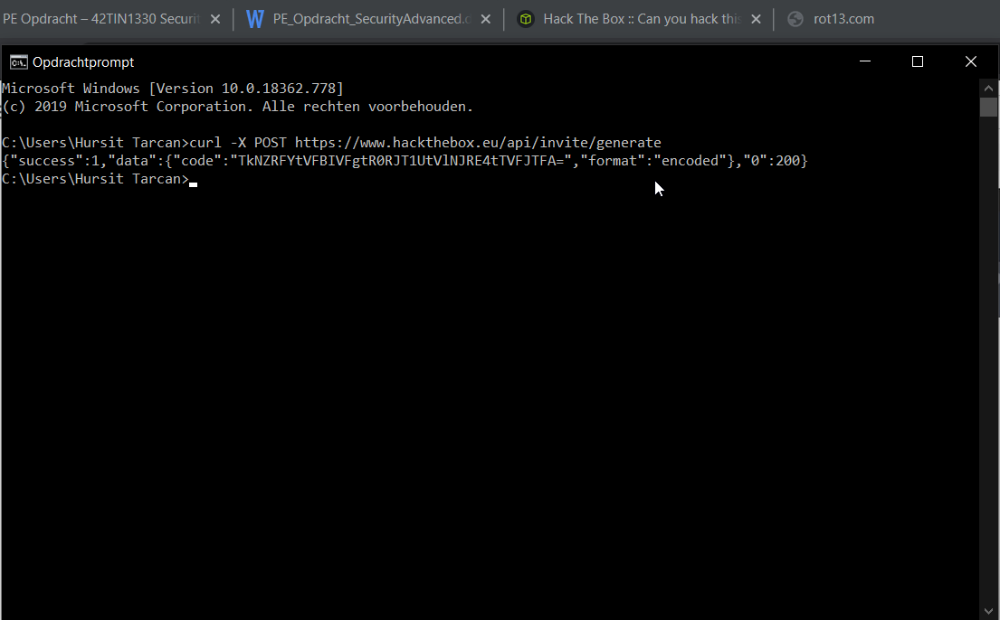 PE Opdracht – 42TIN1330 Securit
PE_Opdracht_SecurityAdvanced.d
Hack The Box :: Can you hack this
rot13.com
Opdrachtprompt
Microsoft Windows [Version 10.0.18362.778]
(c) 2019 Microsoft Corporation. Alle rechten voorbehouden.
C:\Users\Hursit Tarcan>curl -X POST https://www.hackthebox.eu/api/invite/generate
{"success":1,"data":{"code":"TkNZRFYtVFBIVFgtR0RJT1UtVlNJRE4tTVFJTFA=","format":"encoded"},"0":200}
C:\Users\Hursit Tarcan>